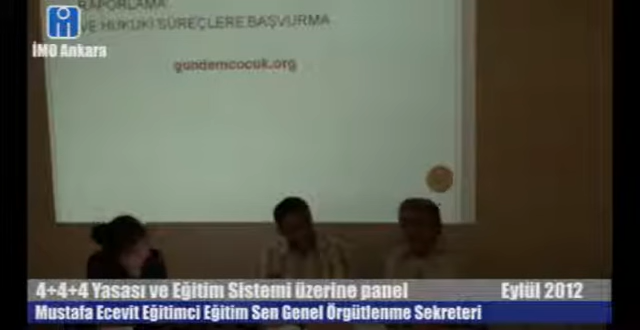 RAPORLAMA
VE HUKUKİ SÜREÇLERE BAŞVURMA
İMO Ankara
gundemcocuk.org
4+4+4 Yasası ve Eğitim Sistemi üzerine panel Eylül 2012
Mustafa Ecevit Eğitimci Eğitim Sen Genel Örgütlenme Sekreteri